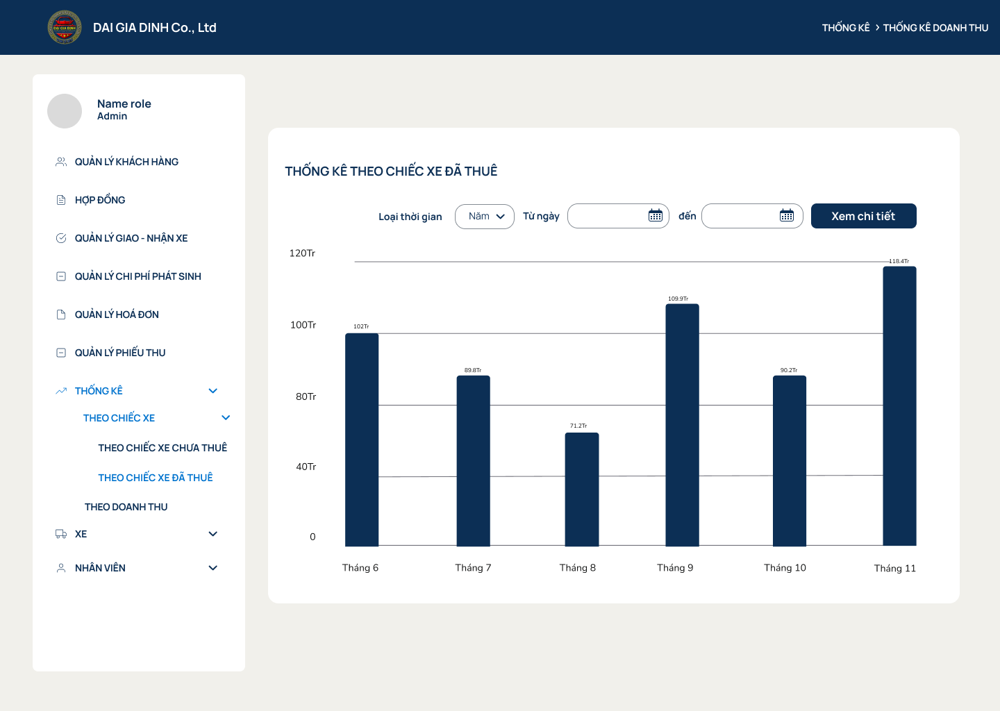 DAI GIA DINH
DAI GIA DINH Co., Ltd
THỐNG KÊ > THỐNG KÊ DOANH THU
Name role
Admin
QUẢN LÝ KHÁCH HÀNG
HỢP ĐỒNG
QUẢN LÝ GIAO - NHẬN XE
QUẢN LÝ CHI PHÍ PHÁT SINH
QUẢN LÝ HOÁ ĐƠN
QUẢN LÝ PHIẾU THU
THỐNG KÊ
THEO CHIẾC XE
THEO CHIẾC XE CHƯA THUÊ
THEO CHIẾC XE ĐÃ THUÊ
THEO DOANH THU
XE
NHÂN VIÊN
THỐNG KÊ THEO CHIẾC XE ĐÃ THUÊ
Loại thời gian Năm Từ ngày đến Xem chi tiết
120Tr
118.4Tr
109.9Tr
100Tr
102Tr
89.8Tr
90.2Tr
80Tr
71.2Tr
40Tr
0
Tháng 6 Tháng 7 Tháng 8 Tháng 9 Tháng 10 Tháng 11